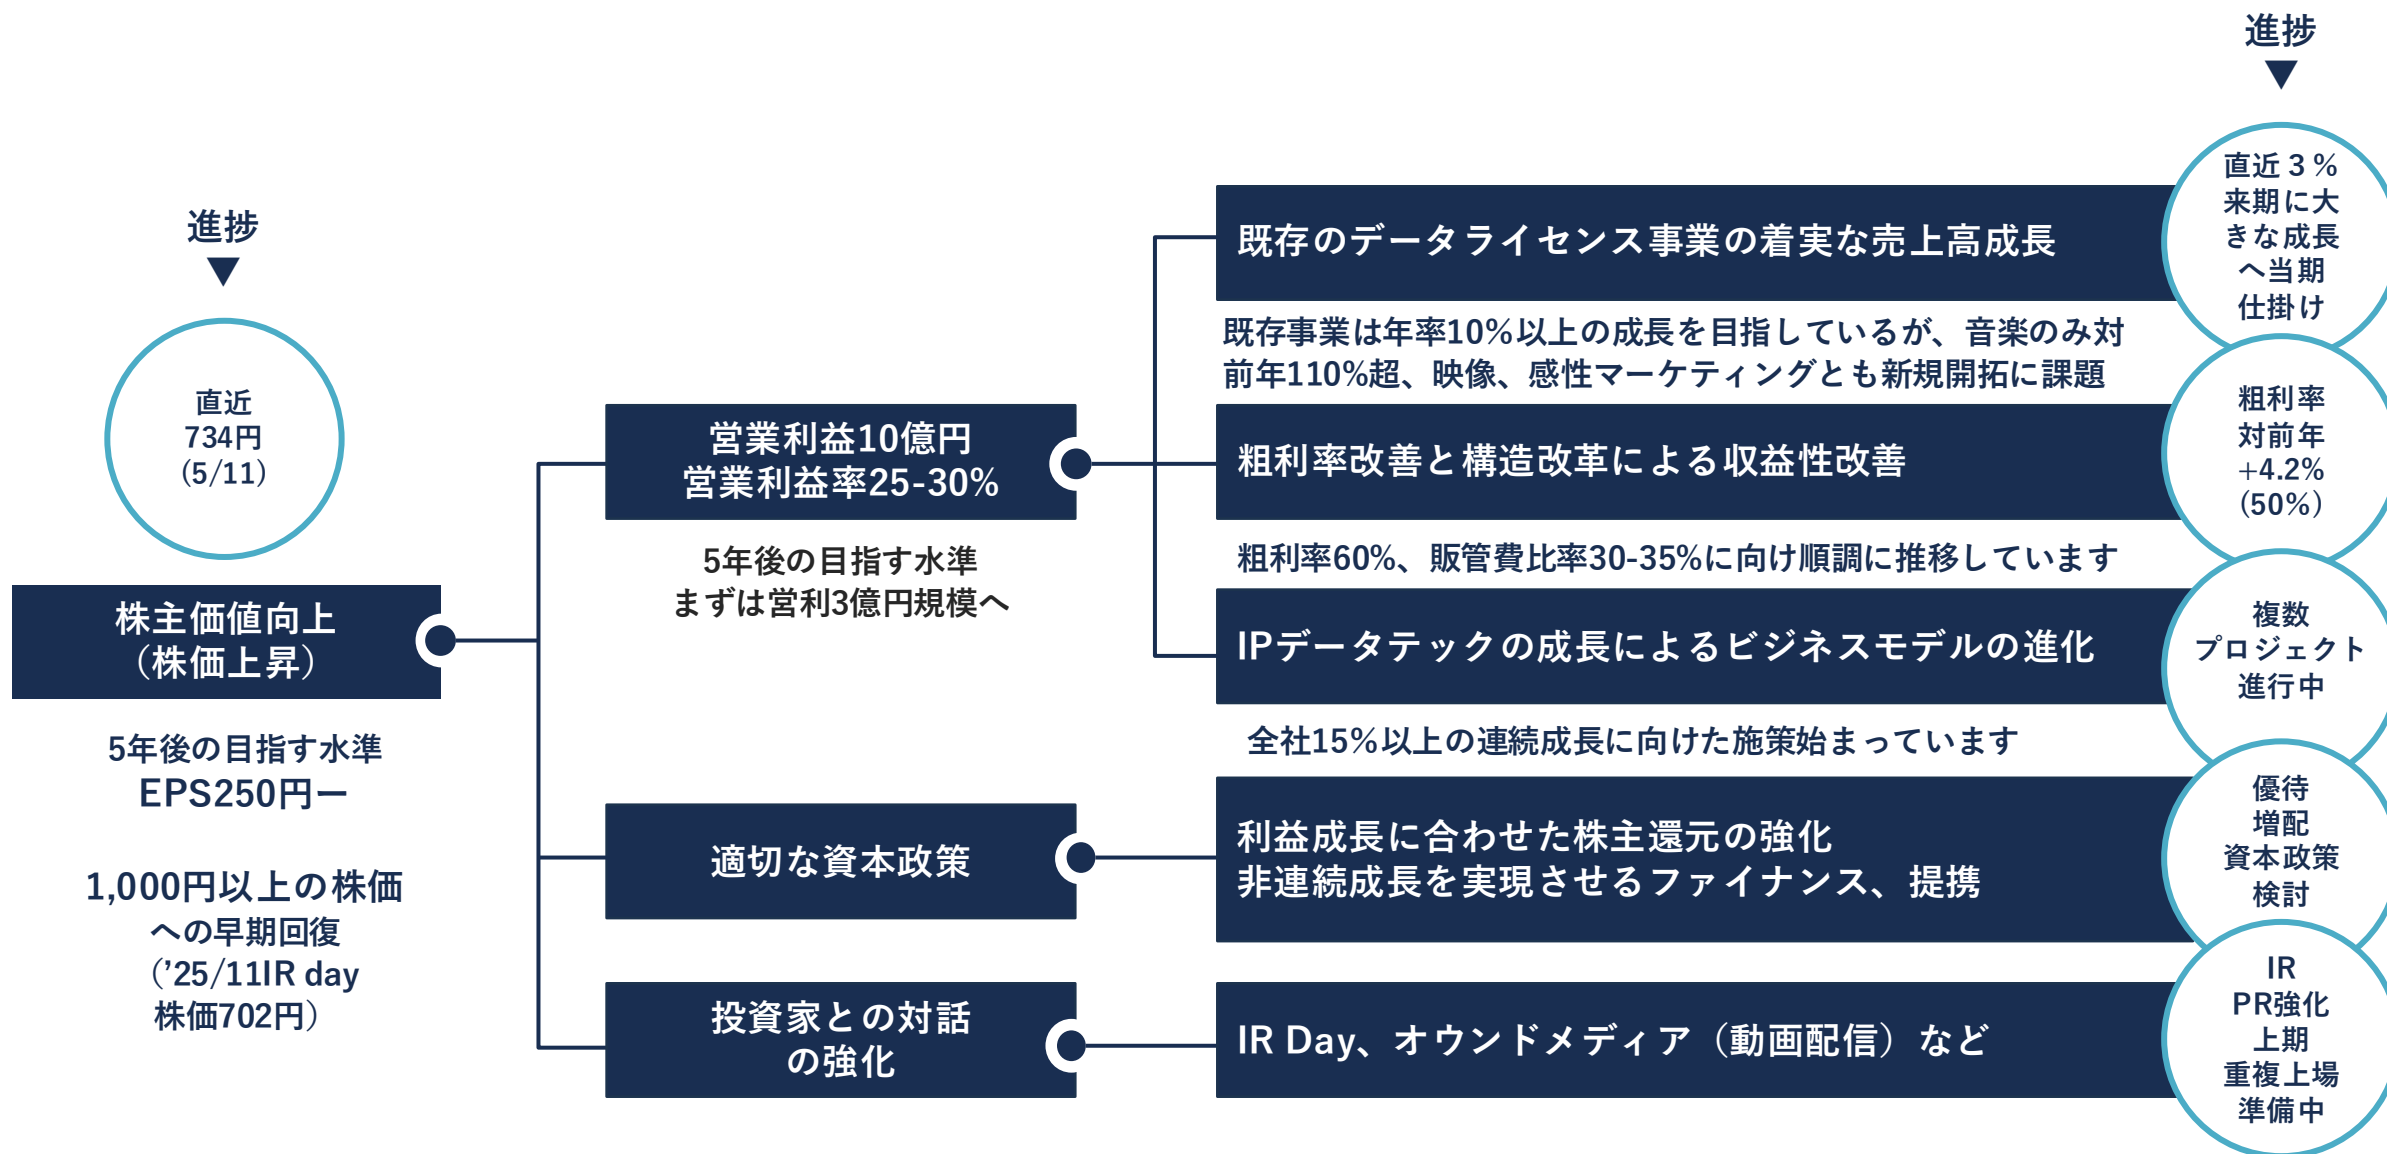 進捗
直近
734円
(5/11)
株主価値向上
（株価上昇）
5年後の目指す水準
EPS250円ー
1,000円以上の株価
への早期回復
（’25/11IR day
株価702円）
営業利益10億円
営業利益率25-30%
5年後の目指す水準
まずは営利3億円規模へ
適切な資本政策
投資家との対話
の強化
進捗
既存のデータライセンス事業の着実な売上高成長
直近３%
来期に大
きな成長
へ当期
仕掛け
既存事業は年率10%以上の成長を目指しているが、音楽のみ対
前年110%超、映像、感性マーケティングとも新規開拓に課題
粗利率改善と構造改革による収益性改善
粗利率
対前年
+4.2%
(50%)
粗利率60%、販管費比率30-35%に向け順調に推移しています
IPデータテックの成長によるビジネスモデルの進化
複数
プロジェクト
進行中
全社15%以上の連続成長に向けた施策始まっています
利益成長に合わせた株主還元の強化
非連続成長を実現させるファイナンス、提携
優待
増配
資本政策
検討
IR Day、オウンドメディア（動画配信）など
IR
PR強化
上期
重複上場
準備中